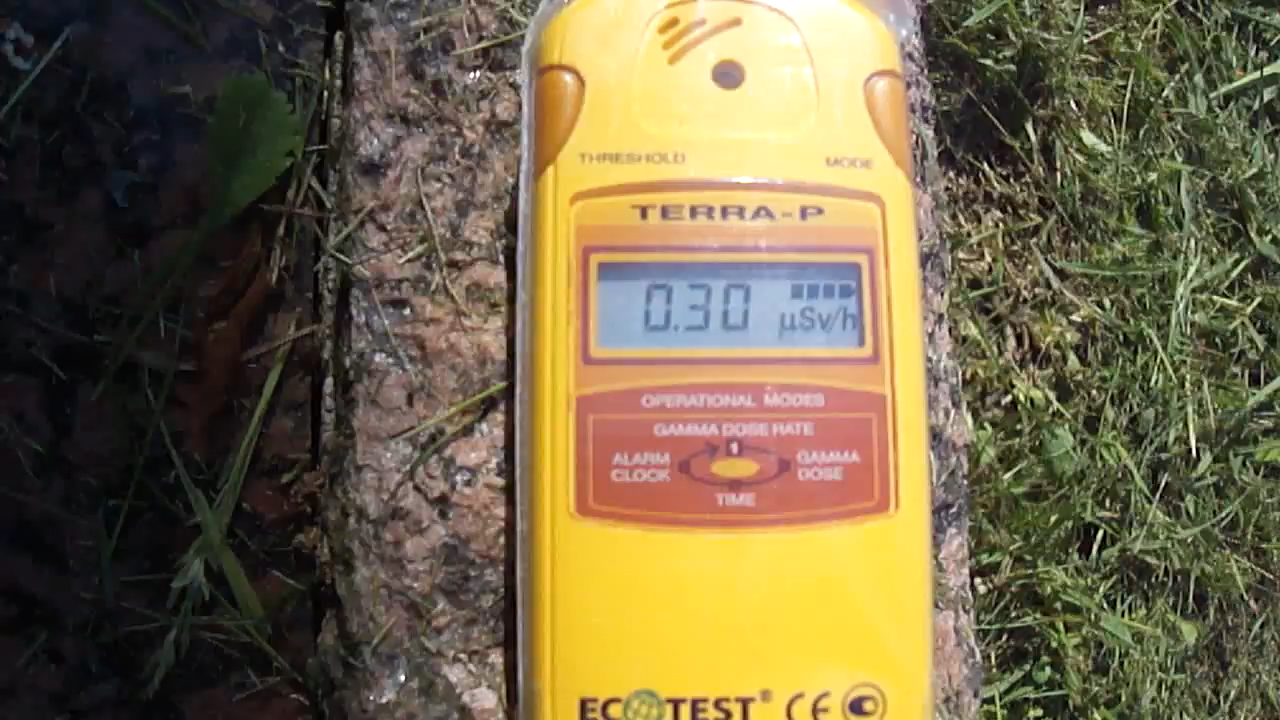 THRESHOLD MODE
TERRA-P
0.30 µSv/h
OPERATIONAL MODES
GAMMA DOSE RATE
1
ALARM CLOCK
GAMMA DOSE
TIME
ECOTEST® CE